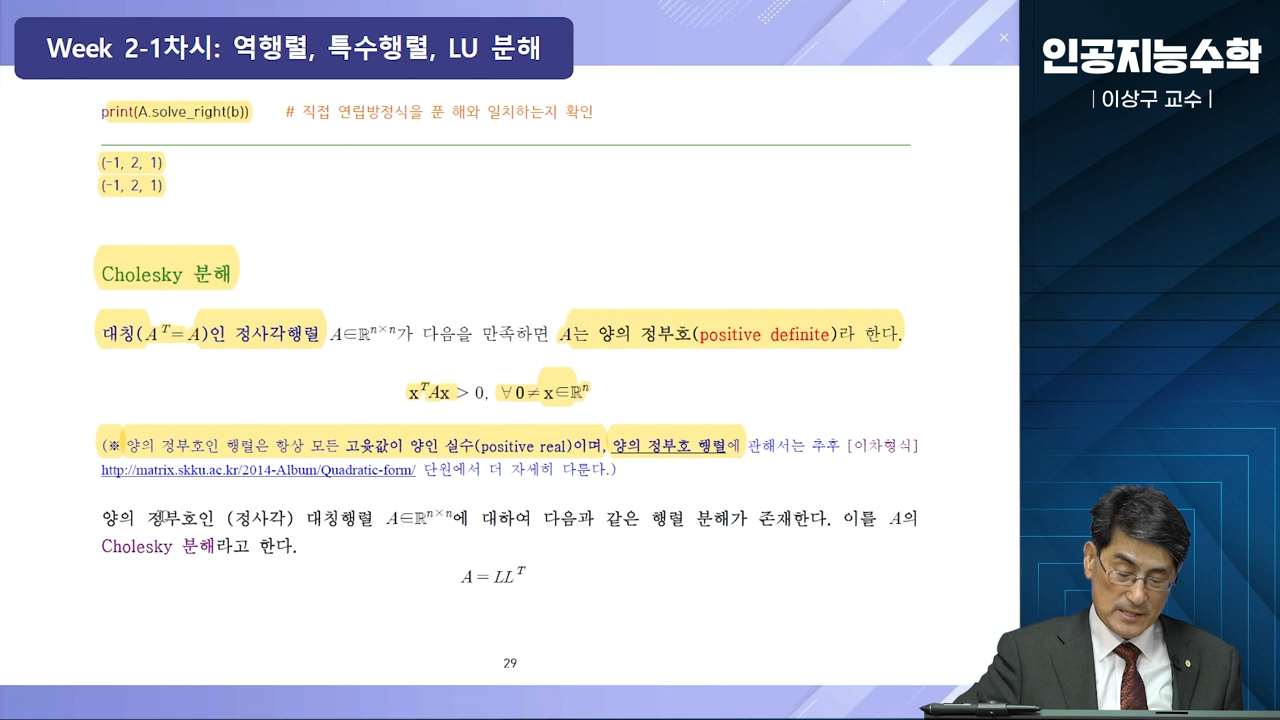 Week 2-1차시: 역행렬, 특수행렬, LU 분해
인공지능수학
| 이상구 교수 |
print(A.solve_right(b)) # 직접 연립방정식을 푼 해와 일치하는지 확인
(-1, 2, 1)
(-1, 2, 1)
Cholesky 분해
대칭(A^T=A)인 정사각행렬 A∈ℝ^{n×n}가 다음을 만족하면 A는 양의 정부호(positive definite)라 한다.
x^T Ax > 0, ∀0≠x∈ℝ^n
(※ 양의 정부호인 행렬은 항상 모든 고윳값이 양인 실수(positive real)이며, 양의 정부호 행렬에 관해서는 추후 [이차형식]
http://matrix.skku.ac.kr/2014-Album/Quadratic-form/ 단원에서 더 자세히 다룬다.)
양의 정부호인 (정사각) 대칭행렬 A∈ℝ^{n×n}에 대하여 다음과 같은 행렬 분해가 존재한다. 이를 A의
Cholesky 분해라고 한다.
A = LL^T
29